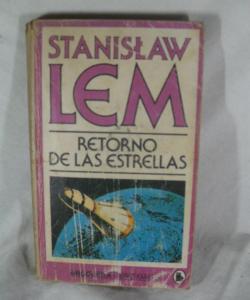 STANISŁAW
LEM
RETORNO
DE LAS ESTRELLAS